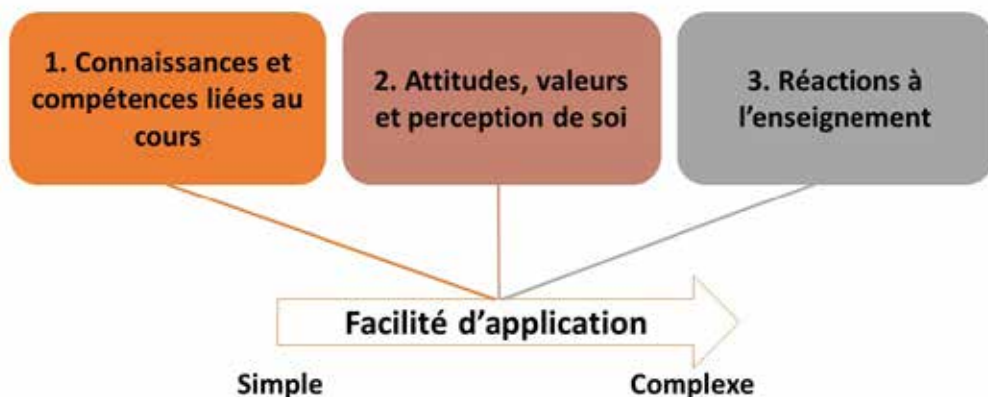 1. Connaissances et
compétences liées au
cours
2. Attitudes, valeurs
et perception de soi
3. Réactions à
l’enseignement
Facilité d’application
Simple
Complexe